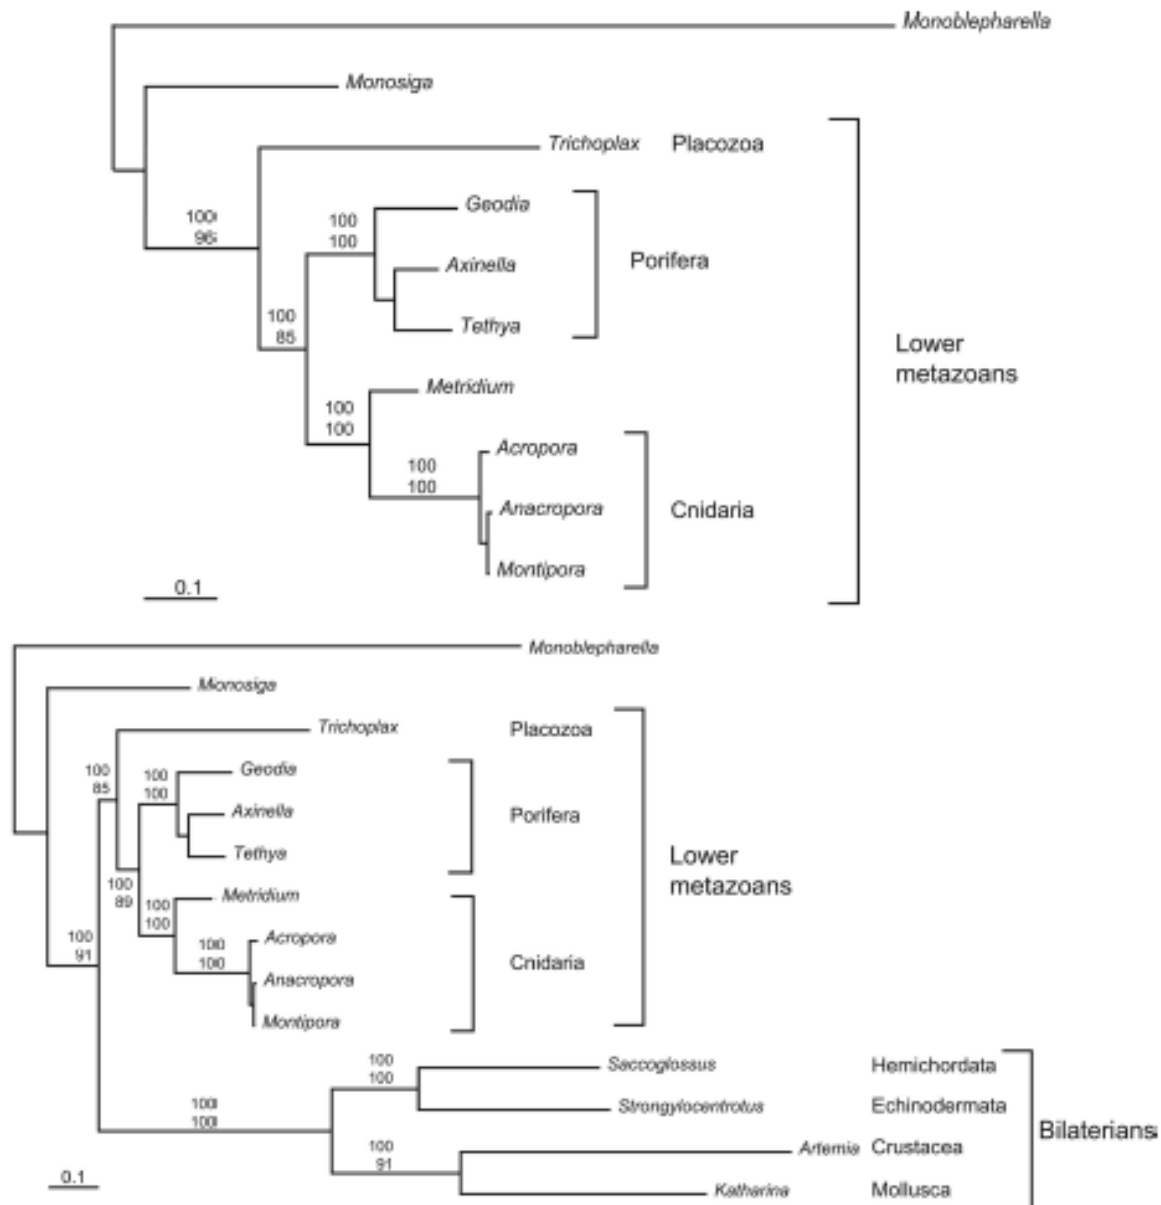 Monoblepharella
Monosiga
Trichoplax Placozoa
Geodia
100 100
96 100
100
Axinella
Porifera
Tethya
100
85
Lower
metazoans
Metridium
100
100
Acropora
100
100
Anacropora
Cnidaria
Montipora
0.1
Monoblepharella
Monosiga
Trichoplax Placozoa
Geodia
100 100
85 100
Axinella
Porifera
Tethya
Lower
metazoans
100
89
Metridium
100
100
Acropora
100
91
100
100
Cnidaria
Anacropora
Montipora
100
100
Saccoglossus Hemichordata
Strongylocentrotus Echinodermata
100
100
Bilaterians
100
91
Artemia Crustacea
0.1
Katharina Mollusca